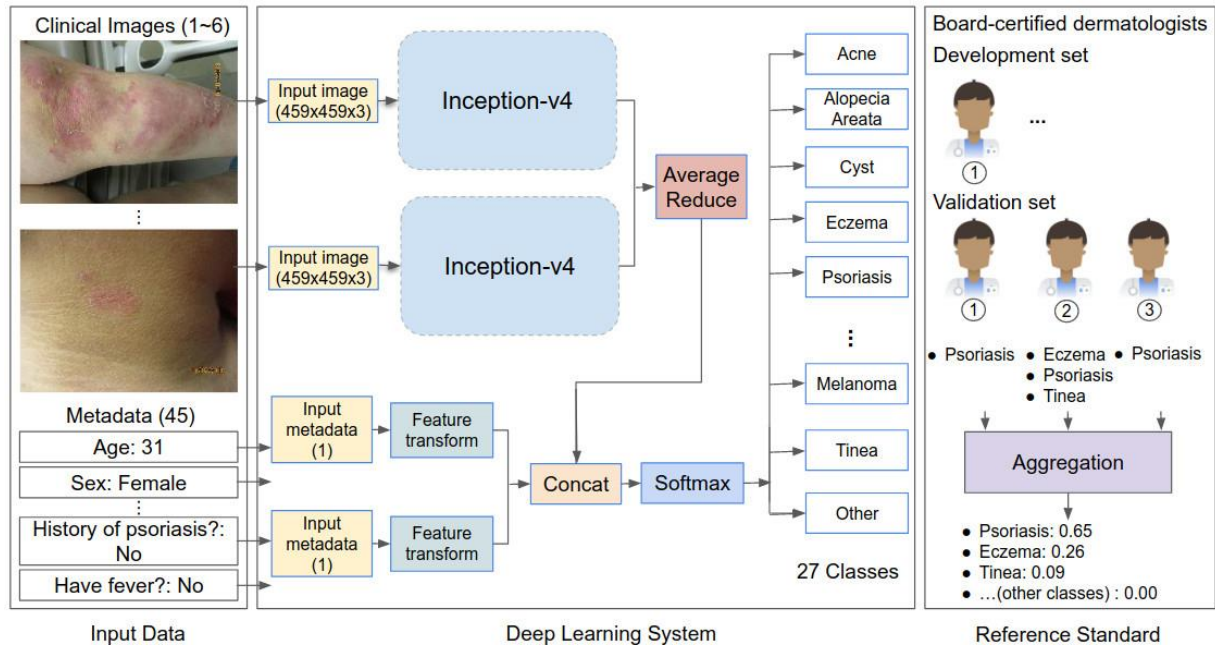 Clinical Images (1~6)
⋮
Metadata (45)
Age: 31
Sex: Female
⋮
History of psoriasis?:
No
Have fever?: No
Input Data
Input image
(459x459x3)
Inception-v4
Input image
(459x459x3)
Inception-v4
Average
Reduce
Input
metadata
(1)
Feature
transform
Input
metadata
(1)
Feature
transform
Concat
Softmax
Acne
Alopecia
Areata
Cyst
Eczema
Psoriasis
⋮
Melanoma
Tinea
Other
27 Classes
Deep Learning System
Board-certified dermatologists
Development set
...
1
Validation set
1 2 3
● Psoriasis ● Eczema ● Psoriasis
● Psoriasis
● Tinea
Aggregation
● Psoriasis: 0.65
● Eczema: 0.26
● Tinea: 0.09
● ...(other classes) : 0.00
Reference Standard